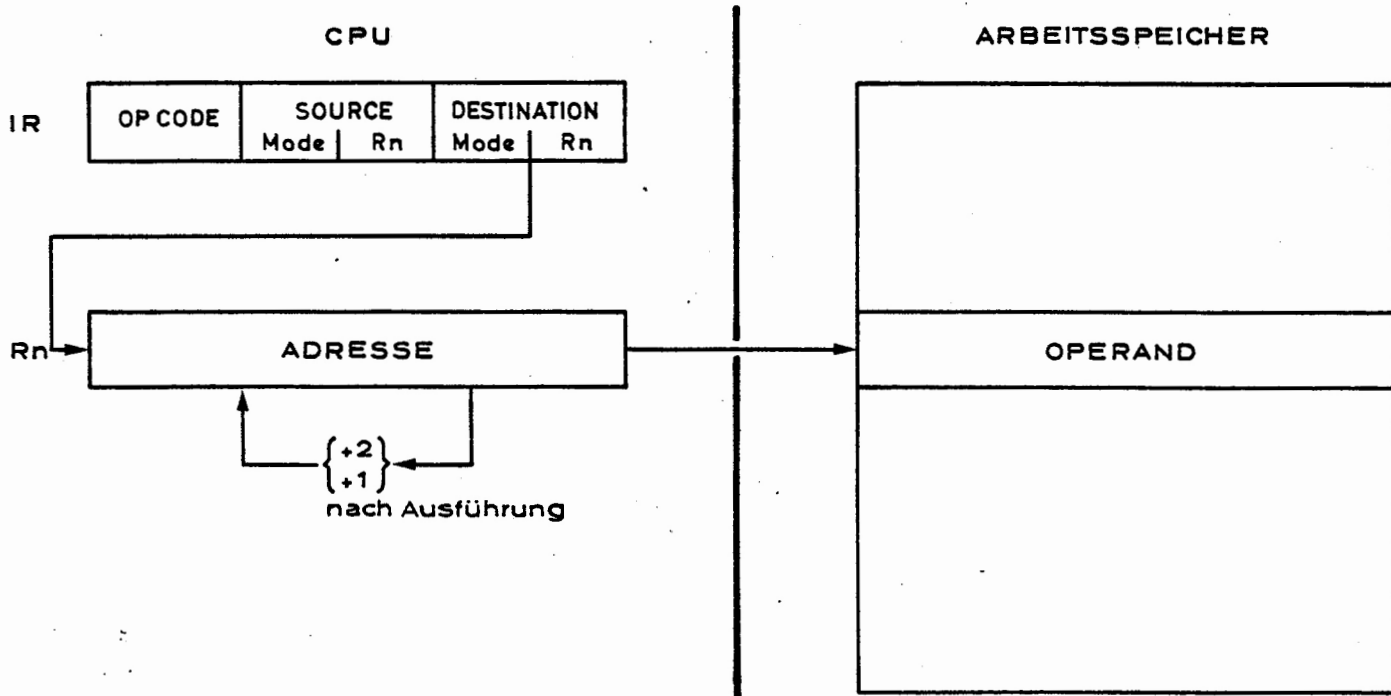 CPU
ARBEITSSPEICHER
IR
OP CODE
SOURCE
DESTINATION
Mode
Rn
Mode
Rn
Rn
ADRESSE
OPERAND
{+2
+1}
nach Ausführung